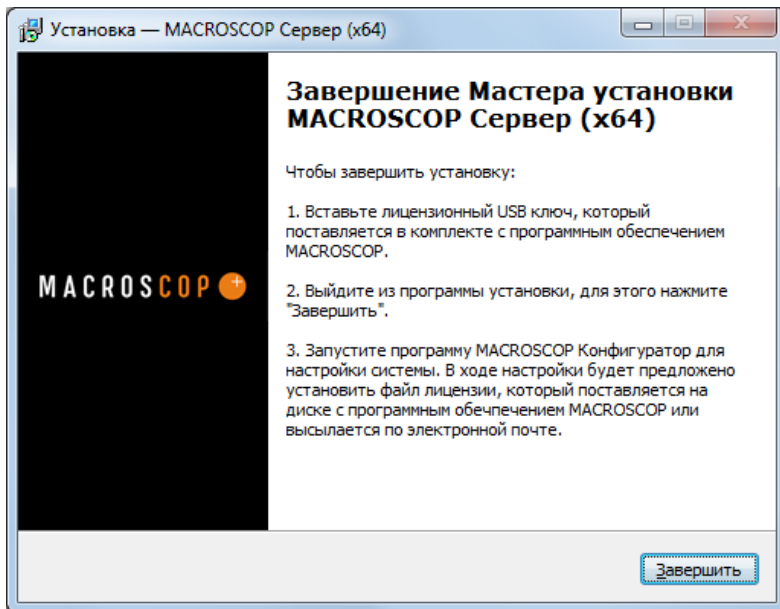 Установка — MACROSCOP Сервер (x64)
Завершение Мастера установки
MACROSCOP Сервер (x64)
Чтобы завершить установку:
1. Вставьте лицензионный USB ключ, который
поставляется в комплекте с программным обеспечением
MACROSCOP.
MACROSCOP
2. Выйдите из программы установки, для этого нажмите
"Завершить".
3. Запустите программу MACROSCOP Конфигуратор для
настройки системы. В ходе настройки будет предложено
установить файл лицензии, который поставляется на
диске с программным обечпечением MACROSCOP или
высылается по электронной почте.
Завершить